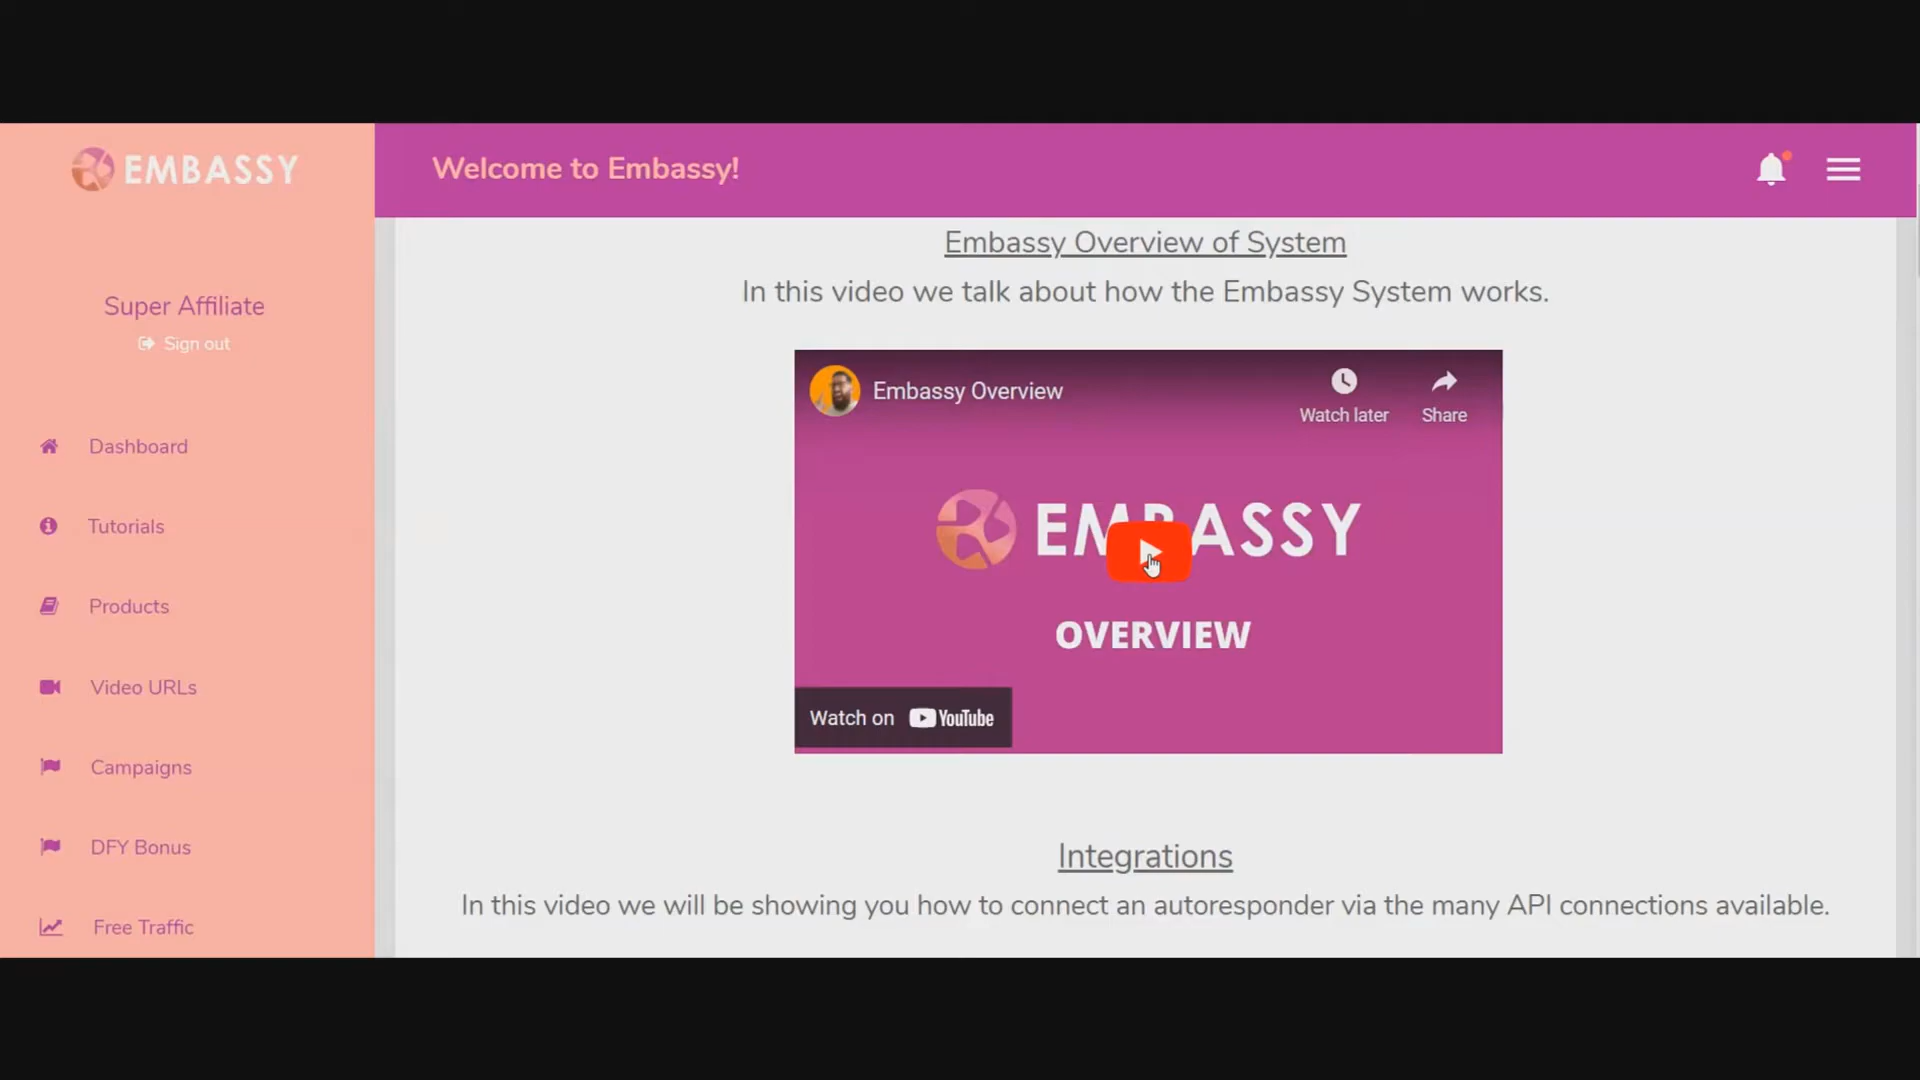 EMBASSY
Welcome to Embassy!
Super Affiliate
Sign out
Dashboard
Tutorials
Products
Video URLs
Campaigns
DFY Bonus
Free Traffic
Embassy Overview of System
In this video we talk about how the Embassy System works.
Embassy Overview
Watch later
Share
EMBASSY
OVERVIEW
Watch on YouTube
Integrations
In this video we will be showing you how to connect an autoresponder via the many API connections available.